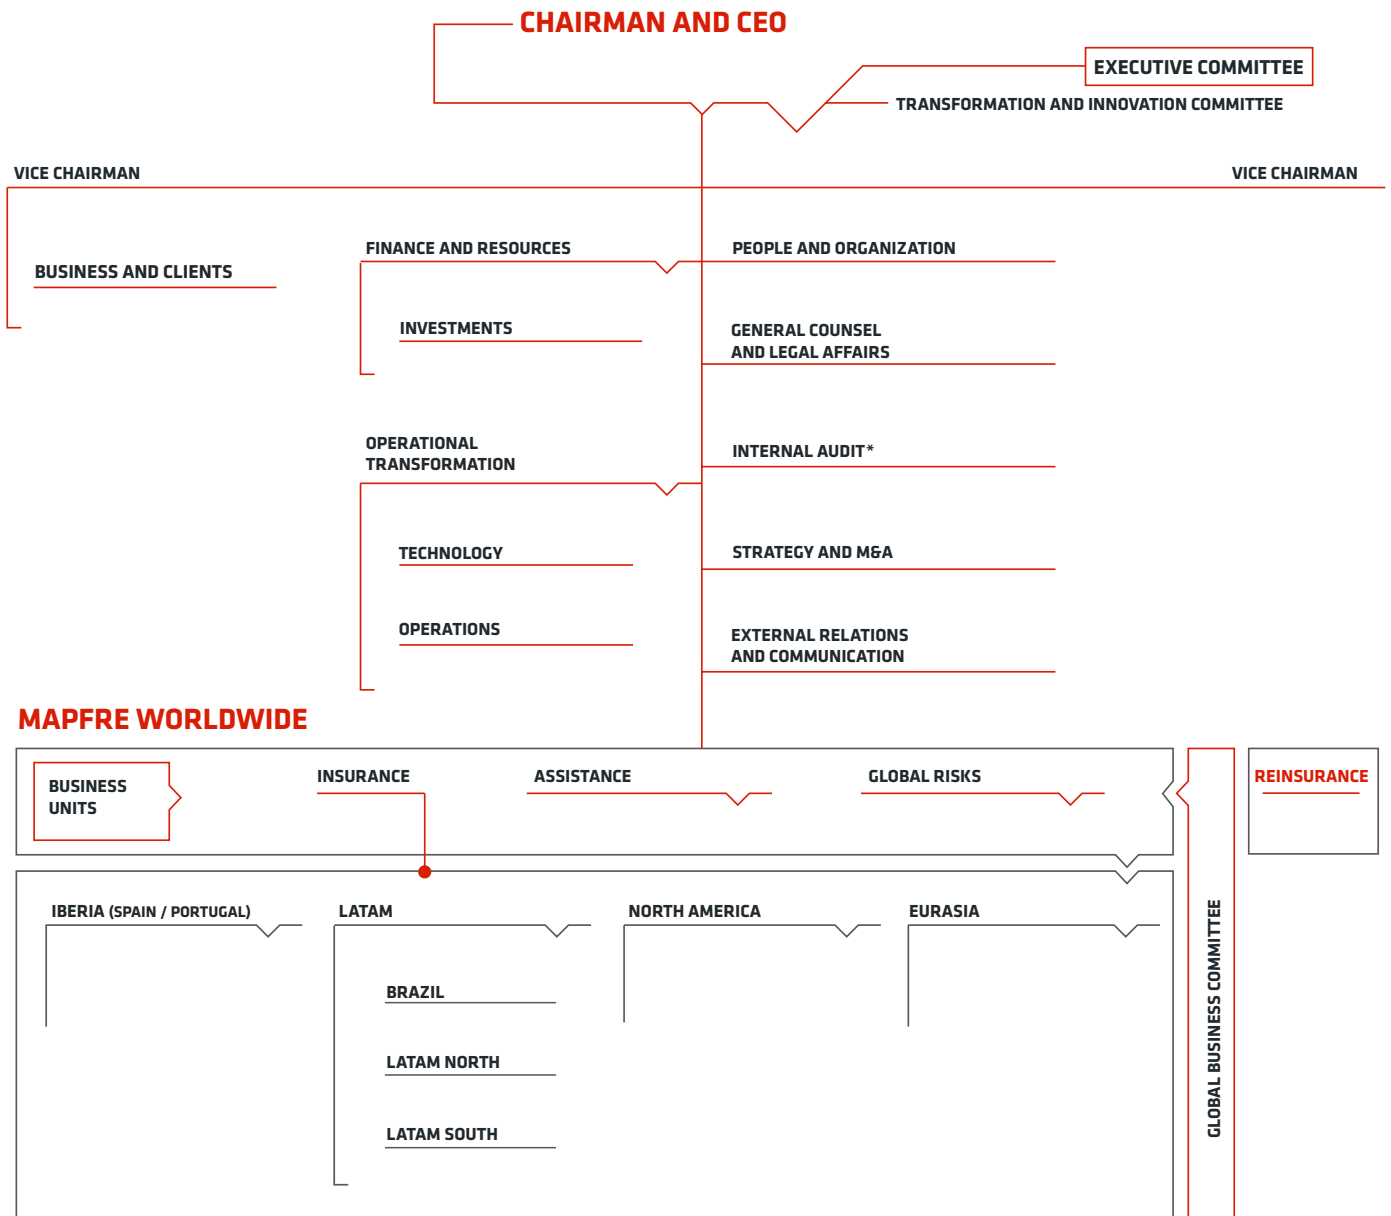 CHAIRMAN AND CEO
EXECUTIVE COMMITTEE
TRANSFORMATION AND INNOVATION COMMITTEE
VICE CHAIRMAN
VICE CHAIRMAN
BUSINESS AND CLIENTS
FINANCE AND RESOURCES
INVESTMENTS
OPERATIONAL
TRANSFORMATION
TECHNOLOGY
OPERATIONS
PEOPLE AND ORGANIZATION
GENERAL COUNSEL
AND LEGAL AFFAIRS
INTERNAL AUDIT*
STRATEGY AND M&A
EXTERNAL RELATIONS
AND COMMUNICATION
MAPFRE WORLDWIDE
BUSINESS
UNITS
INSURANCE
ASSISTANCE
GLOBAL RISKS
REINSURANCE
IBERIA (SPAIN / PORTUGAL)
LATAM
BRAZIL
LATAM NORTH
LATAM SOUTH
NORTH AMERICA
EURASIA
GLOBAL BUSINESS COMMITTEE